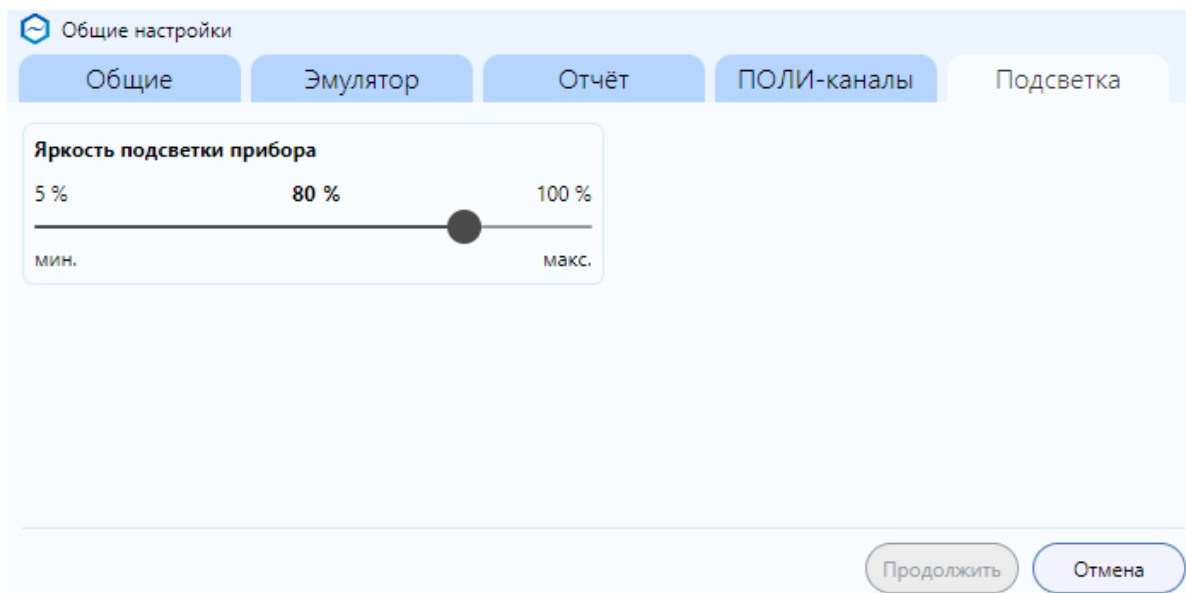 Общие настройки
Общие Эмулятор Отчёт ПОЛИ-каналы Подсветка
Яркость подсветки прибора
5 % 80 % 100 %
мин. макс.
Продолжить Отмена